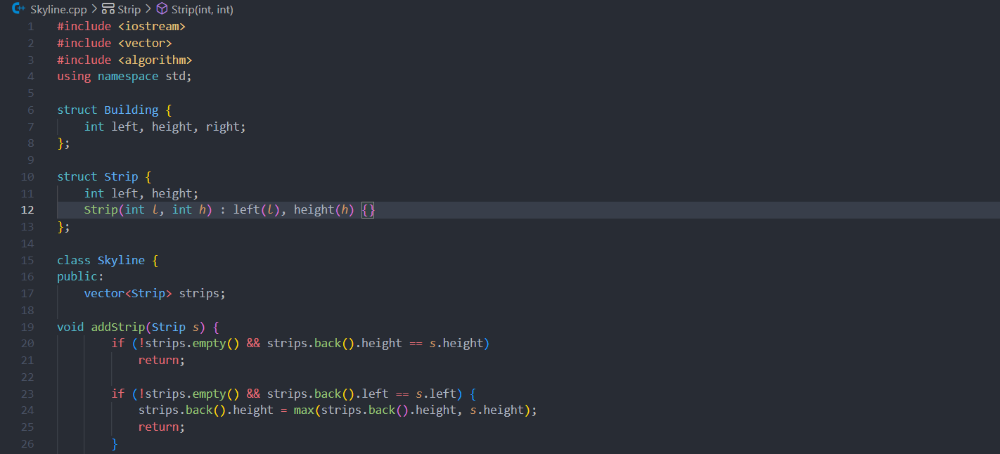 Skyline.cpp > Strip > Strip(int, int)
1 #include <iostream>
2 #include <vector>
3 #include <algorithm>
4 using namespace std;
5
6 struct Building {
7     int left, height, right;
8 };
9
10 struct Strip {
11     int left, height;
12     Strip(int l, int h) : left(l), height(h) {}
13 };
14
15 class Skyline {
16 public:
17     vector<Strip> strips;
18
19 void addStrip(Strip s) {
20         if (!strips.empty() && strips.back().height == s.height)
21             return;
22
23         if (!strips.empty() && strips.back().left == s.left) {
24             strips.back().height = max(strips.back().height, s.height);
25             return;
26         }